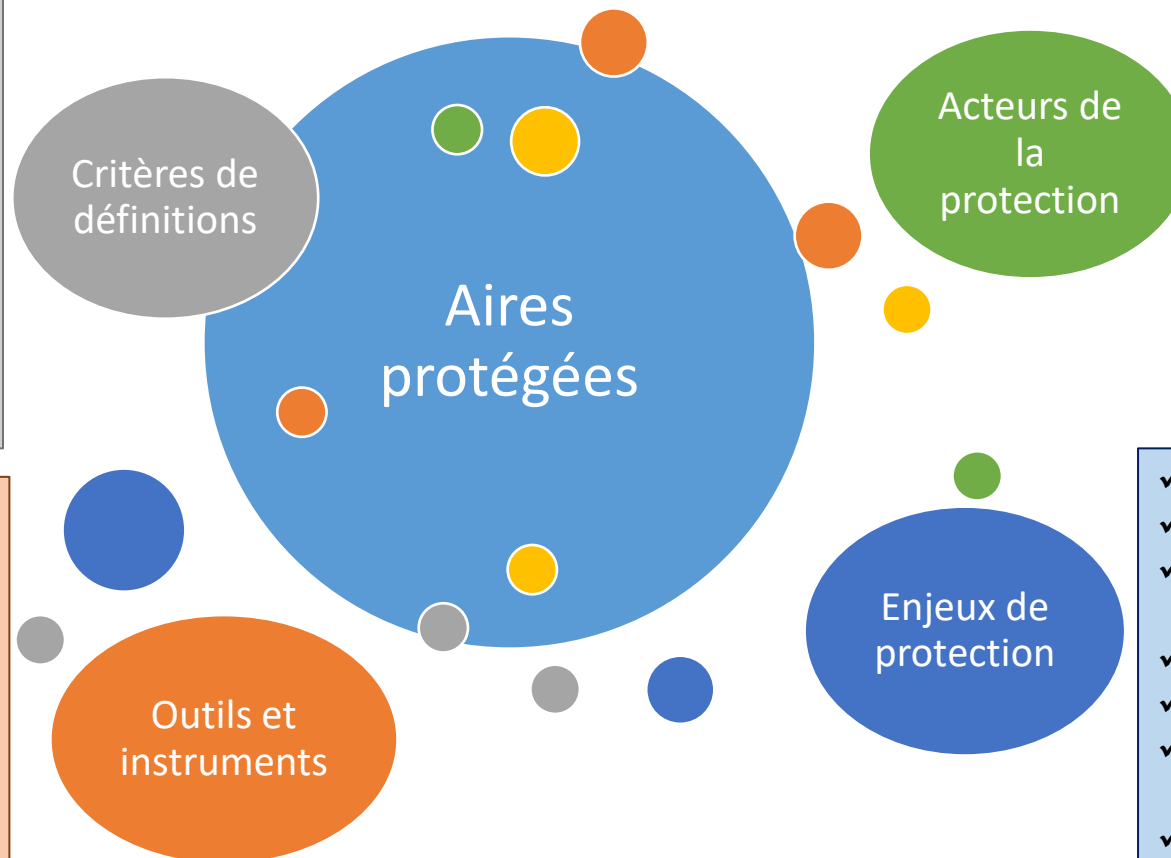 Critères de
définitions
Acteurs de
la
protection
Aires
protégées
Enjeux de
protection
Outils et
instruments